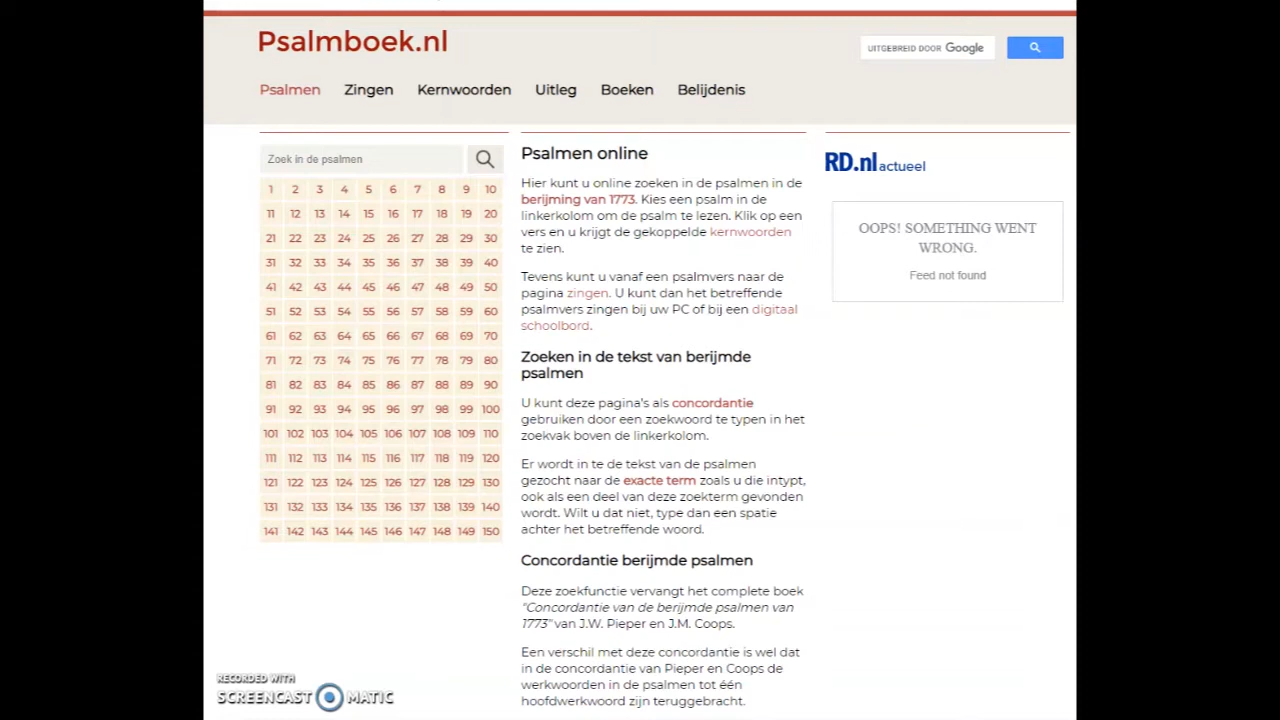 Psalmboek.nl
UITGEBREID DOOR Google
Psalmen Zingen Kernwoorden Uitleg Boeken Belijdenis
Zoek in de psalmen
1 2 3 4 5 6 7 8 9 10
11 12 13 14 15 16 17 18 19 20
21 22 23 24 25 26 27 28 29 30
31 32 33 34 35 36 37 38 39 40
41 42 43 44 45 46 47 48 49 50
51 52 53 54 55 56 57 58 59 60
61 62 63 64 65 66 67 68 69 70
71 72 73 74 75 76 77 78 79 80
81 82 83 84 85 86 87 88 89 90
91 92 93 94 95 96 97 98 99 100
101 102 103 104 105 106 107 108 109 110
111 112 113 114 115 116 117 118 119 120
121 122 123 124 125 126 127 128 129 130
131 132 133 134 135 136 137 138 139 140
141 142 143 144 145 146 147 148 149 150
Psalmen online
Hier kunt u online zoeken in de psalmen in de
berijming van 1773. Kies een psalm in de
linkerkolom om de psalm te lezen. Klik op een
vers en u krijgt de gekoppelde kernwoorden
te zien.
Tevens kunt u vanaf een psalmvers naar de
pagina zingen. U kunt dan het betreffende
psalmvers zingen bij uw PC of bij een digitaal
schoolbord.
Zoeken in de tekst van berijmde
psalmen
U kunt deze pagina's als concordantie
gebruiken door een zoekwoord te typen in het
zoekvak boven de linkerkolom.
Er wordt in te de tekst van de psalmen
gezocht naar de exacte term zoals u die intypt,
ook als een deel van deze zoekterm gevonden
wordt. Wilt u dat niet, type dan een spatie
achter het betreffende woord.
Concordantie berijmde psalmen
Deze zoekfunctie vervangt het complete boek
"Concordantie van de berijmde psalmen van
1773" van J.W. Pieper en J.M. Coops.
Een verschil met deze concordantie is wel dat
in de concordantie van Pieper en Coops de
werkwoorden in de psalmen tot één
hoofdwerkwoord zijn teruggebracht.
RD.nl actueel
OOPS! SOMETHING WENT
WRONG.
Feed not found
RECORDED WITH
SCREENCAST MATIC